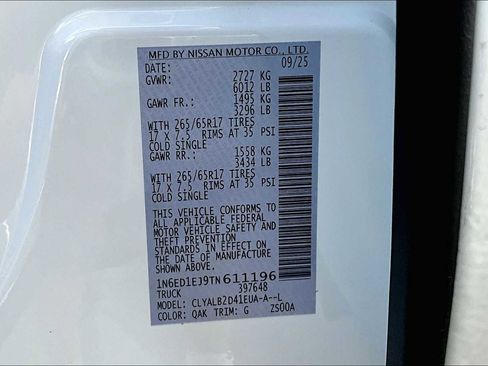 MFD BY NISSAN MOTOR CO., LTD.
DATE: 09/25
GVWR: 2727 KG
6012 LB
GAWR FR.: 1495 KG
3296 LB
WITH 265/65R17 TIRES
17 X 7.5 RIMS AT 35 PSI
COLD SINGLE
GAWR RR.: 1558 KG
3434 LB
WITH 265/65R17 TIRES
17 X 7.5 RIMS AT 35 PSI
COLD SINGLE
THIS VEHICLE CONFORMS TO
ALL APPLICABLE FEDERAL
MOTOR VEHICLE SAFETY AND
THEFT PREVENTION
STANDARDS IN EFFECT ON
THE DATE OF MANUFACTURE
SHOWN ABOVE.
1N6ED1EJ9TN611196
TRUCK 397648
MODEL: CLYALB2D41EUA-A--L
COLOR: QAK TRIM: G ZS00A